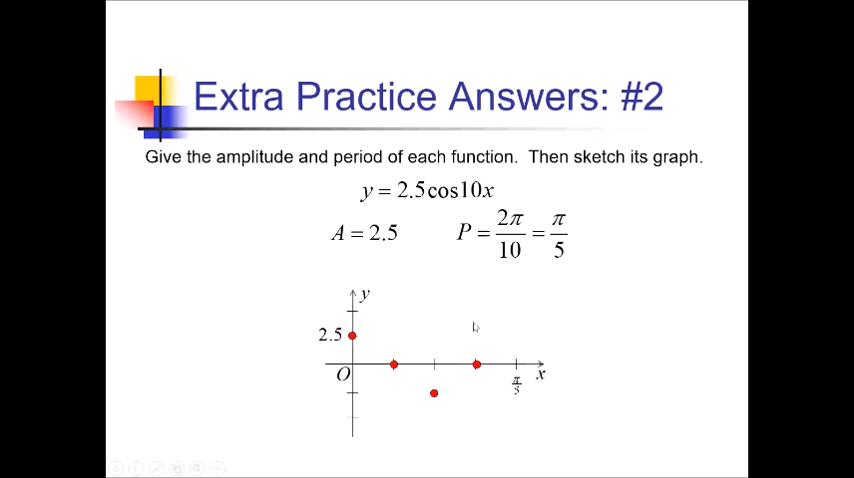 Extra Practice Answers: #2
Give the amplitude and period of each function. Then sketch its graph.
y = 2.5cos10x
A = 2.5 P = 2π/10 = π/5
y
2.5
O
π/5
x